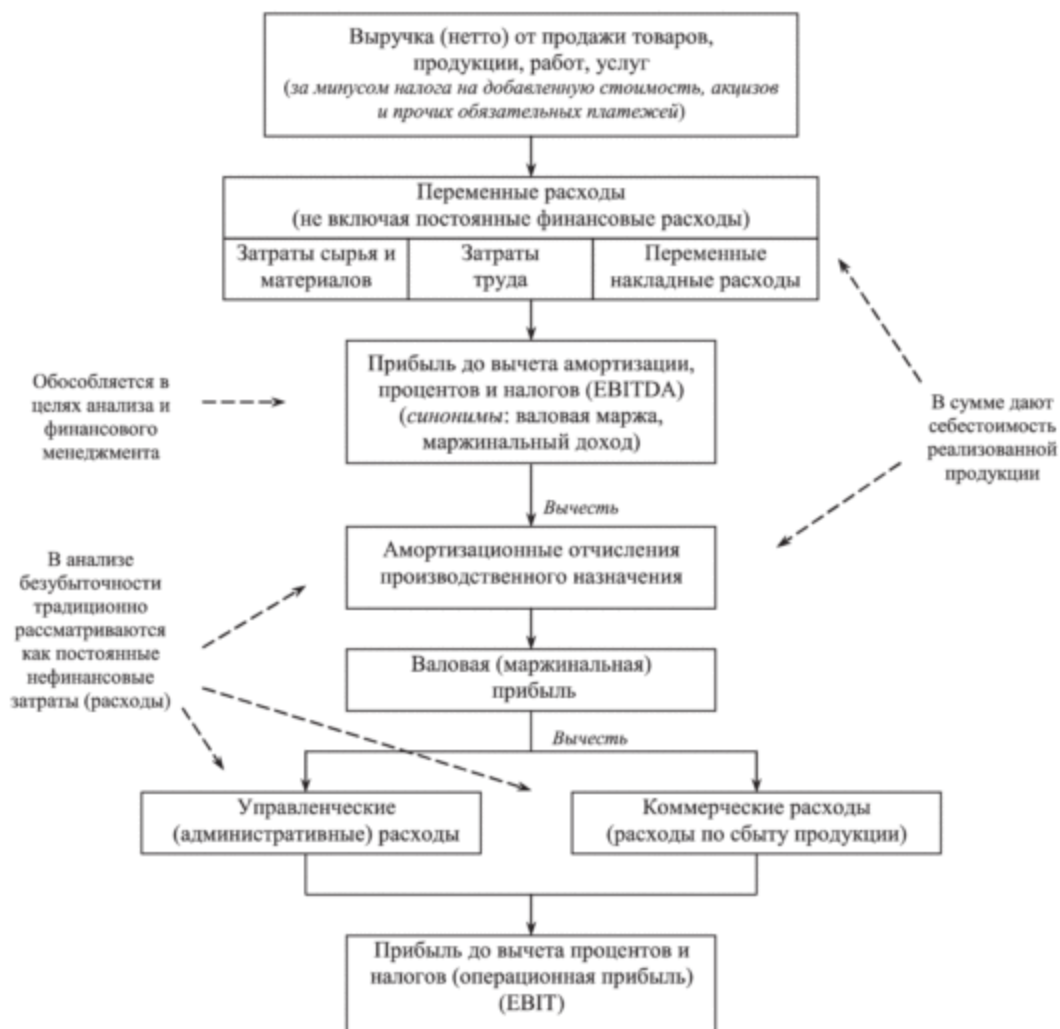 Выручка (нетто) от продажи товаров,
продукции, работ, услуг
(за минусом налога на добавленную стоимость, акцизов
и прочих обязательных платежей)
Переменные расходы
(не включая постоянные финансовые расходы)
Затраты сырья и
материалов
Затраты
труда
Переменные
накладные расходы
Прибыль до вычета амортизации,
процентов и налогов (EBITDA)
(синонимы: валовая маржа,
маржинальный доход)
Обособляется в
целях анализа и
финансового
менеджмента
В сумме дают
себестоимость
реализованной
продукции
Вычесть
Амортизационные отчисления
производственного назначения
В анализе
безубыточности
традиционно
рассматриваются
как постоянные
нефинансовые
затраты (расходы)
Валовая (маржинальная)
прибыль
Вычесть
Управленческие
(административные) расходы
Коммерческие расходы
(расходы по сбыту продукции)
Прибыль до вычета процентов и
налогов (операционная прибыль)
(EBIT)